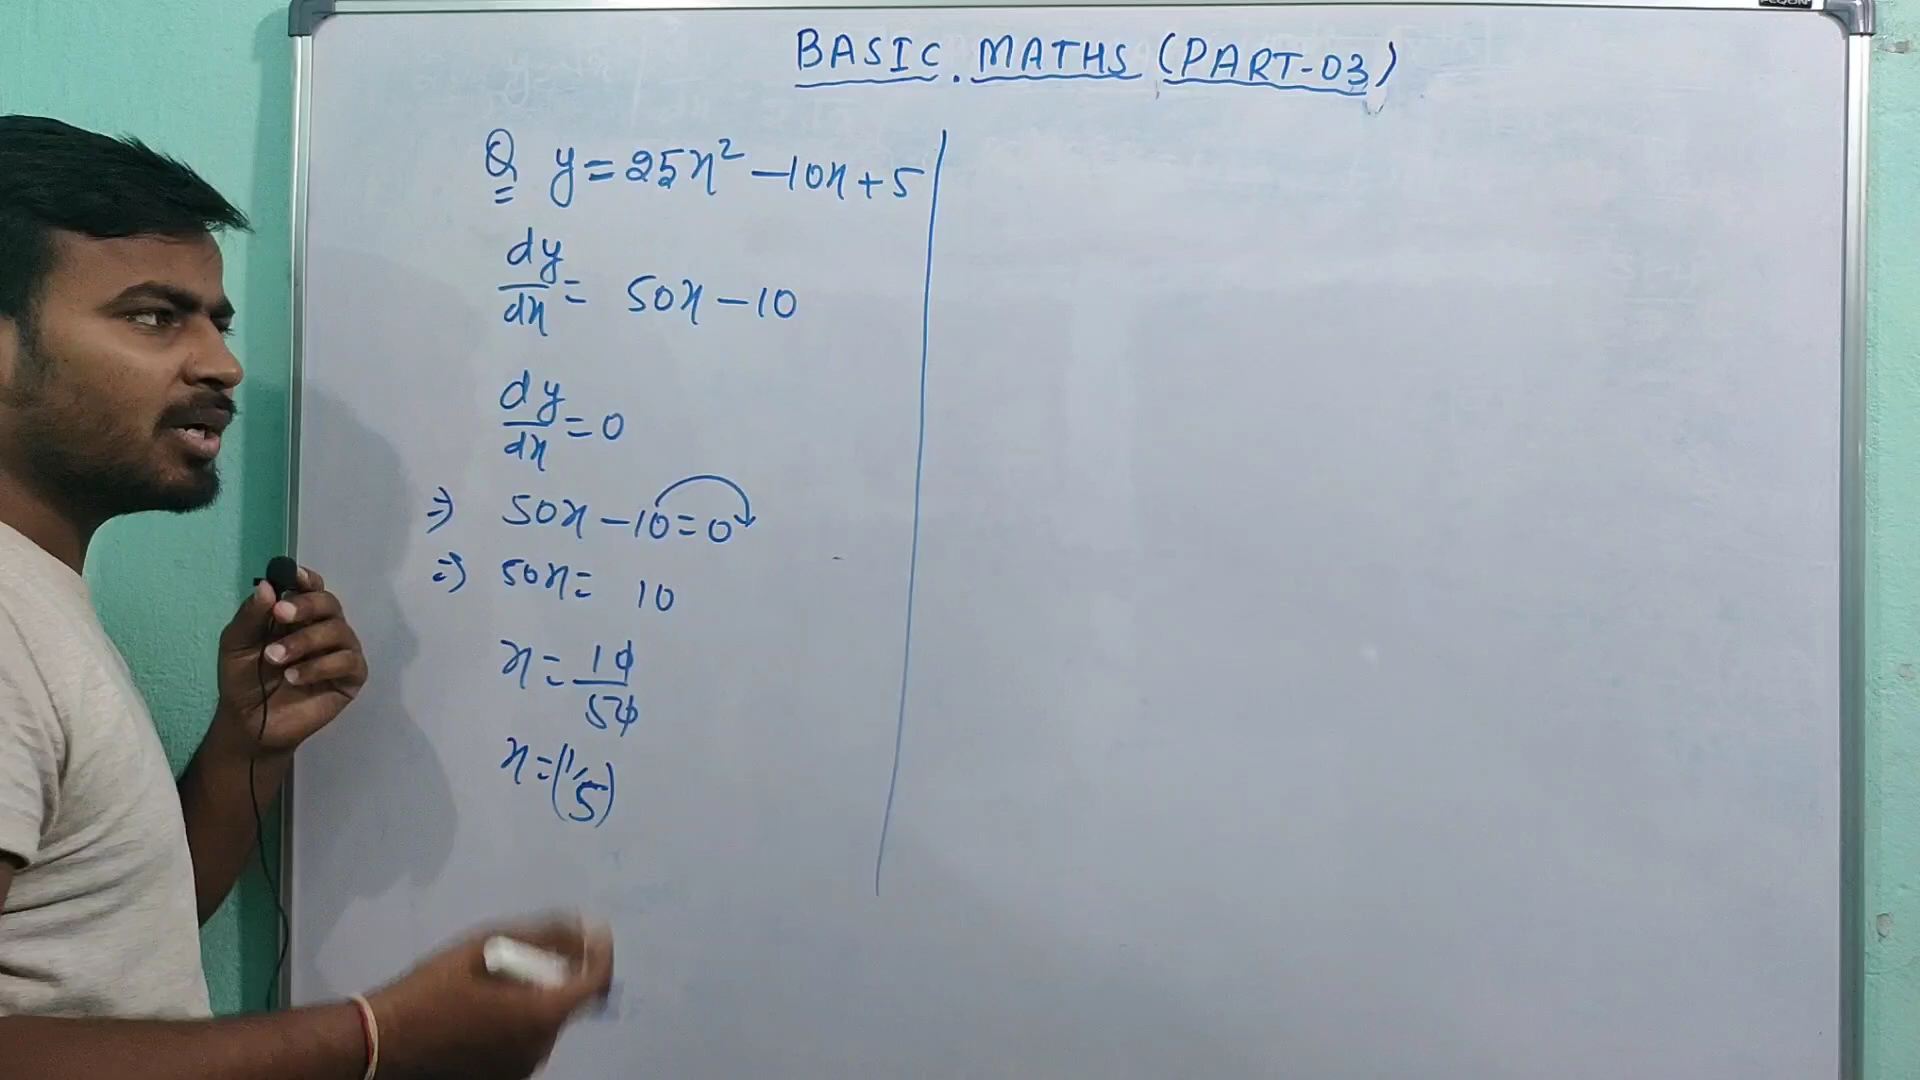 BASIC MATHS (PART-03)
Q y = 25x² - 10x + 5
dy/dx = 50x - 10
dy/dx = 0
⇒ 50x - 10 = 0
⇒ 50x = 10
x = 10/50
x = (1/5)